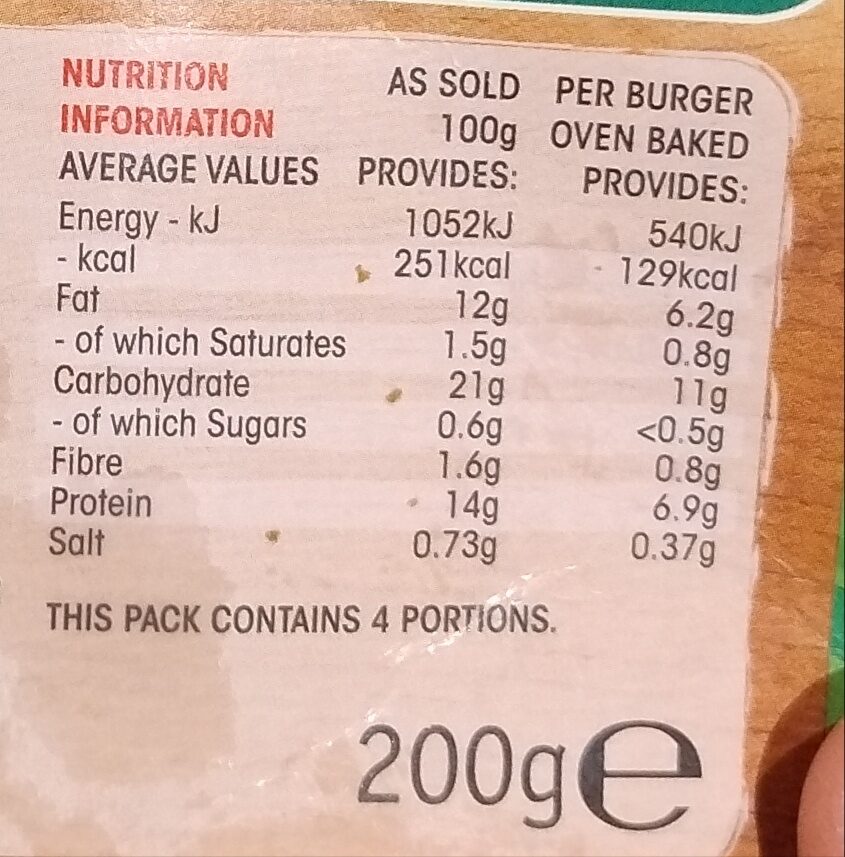 NUTRITION INFORMATION AS SOLD 100g PER BURGER OVEN BAKED
AVERAGE VALUES PROVIDES: PROVIDES:
Energy - kJ 1052kJ 540kJ
- kcal 251kcal 129kcal
Fat 12g 6.2g
- of which Saturates 1.5g 0.8g
Carbohydrate 21g 11g
- of which Sugars 0.6g <0.5g
Fibre 1.6g 0.8g
Protein 14g 6.9g
Salt 0.73g 0.37g
THIS PACK CONTAINS 4 PORTIONS.
200g℮